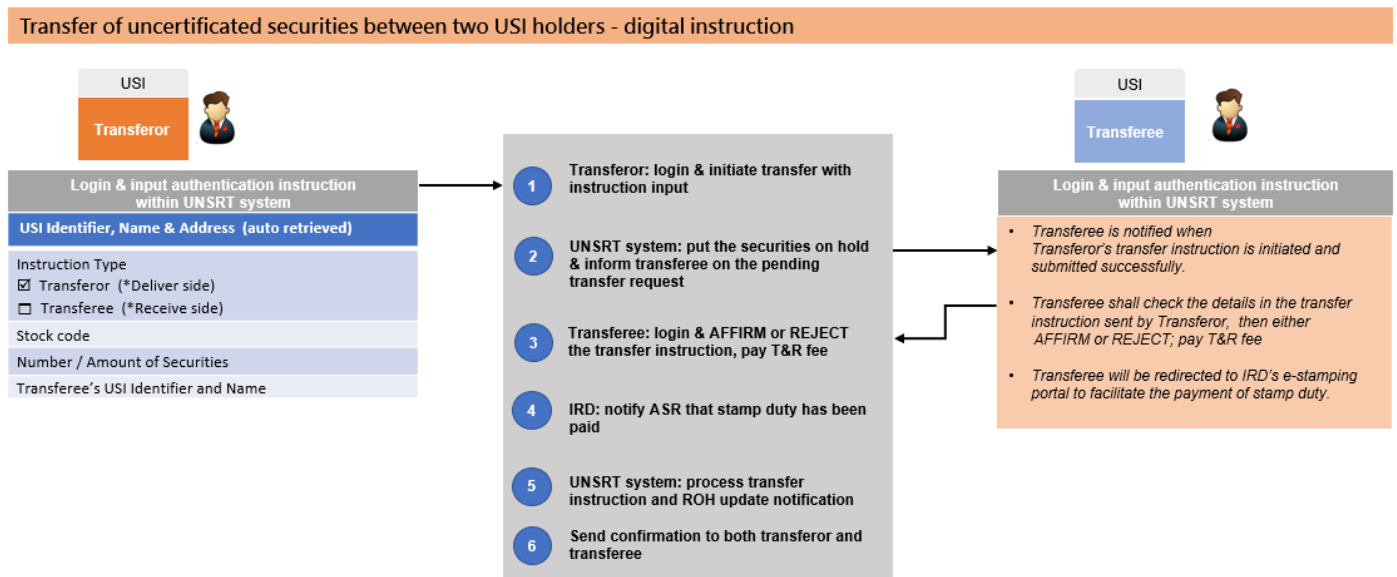 Transfer of uncertificated securities between two USI holders - digital instruction
USI
Transferor
Login & input authentication instruction
within UNSRT system
USI Identifier, Name & Address (auto retrieved)
Instruction Type
☑ Transferor (*Deliver side)
☐ Transferee (*Receive side)
Stock code
Number / Amount of Securities
Transferee's USI Identifier and Name
1
Transferor: login & initiate transfer with
instruction input
2
UNSRT system: put the securities on hold
& inform transferee on the pending
transfer request
3
Transferee: login & AFFIRM or REJECT
the transfer instruction, pay T&R fee
4
IRD: notify ASR that stamp duty has been
paid
5
UNSRT system: process transfer
instruction and ROH update notification
6
Send confirmation to both transferor and
transferee
USI
Transferee
Login & input authentication instruction
within UNSRT system
• Transferee is notified when
Transferor's transfer instruction is initiated and
submitted successfully.
• Transferee shall check the details in the transfer
instruction sent by Transferor, then either
AFFIRM or REJECT; pay T&R fee
• Transferee will be redirected to IRD's e-stamping
portal to facilitate the payment of stamp duty.